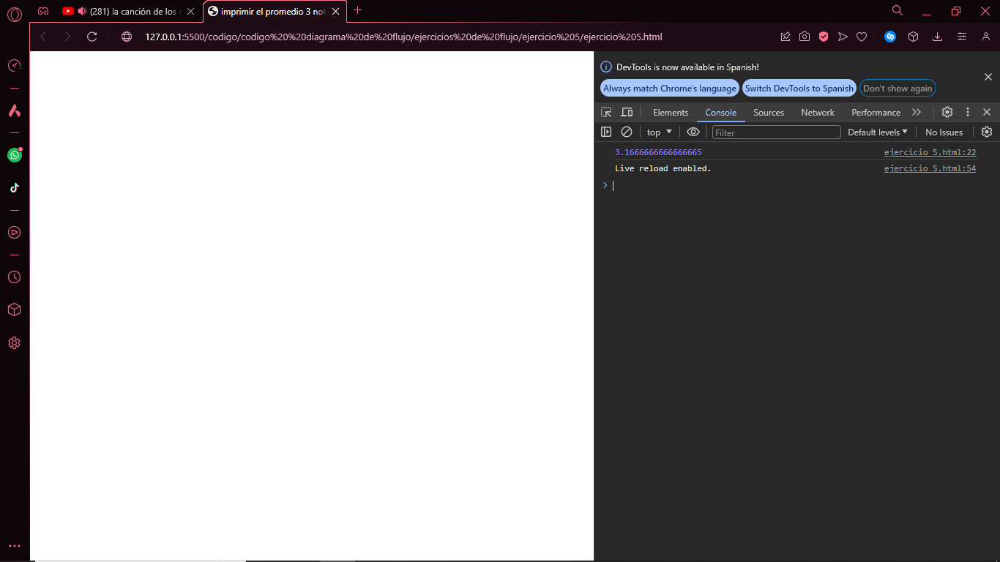 (281) la canción de los
imprimir el promedio 3 not
127.0.0.1:5500/codigo/codigo%20%20diagrama%20de%20flujo/ejercicios%20de%20flujo/ejercicio%205/ejercicio%205.html
DevTools is now available in Spanish!
Always match Chrome's language Switch DevTools to Spanish Don't show again
Elements Console Sources Network Performance
top Filter Default levels No Issues
3.1666666666666665 ejercicio 5.html:22
Live reload enabled. ejercicio 5.html:54